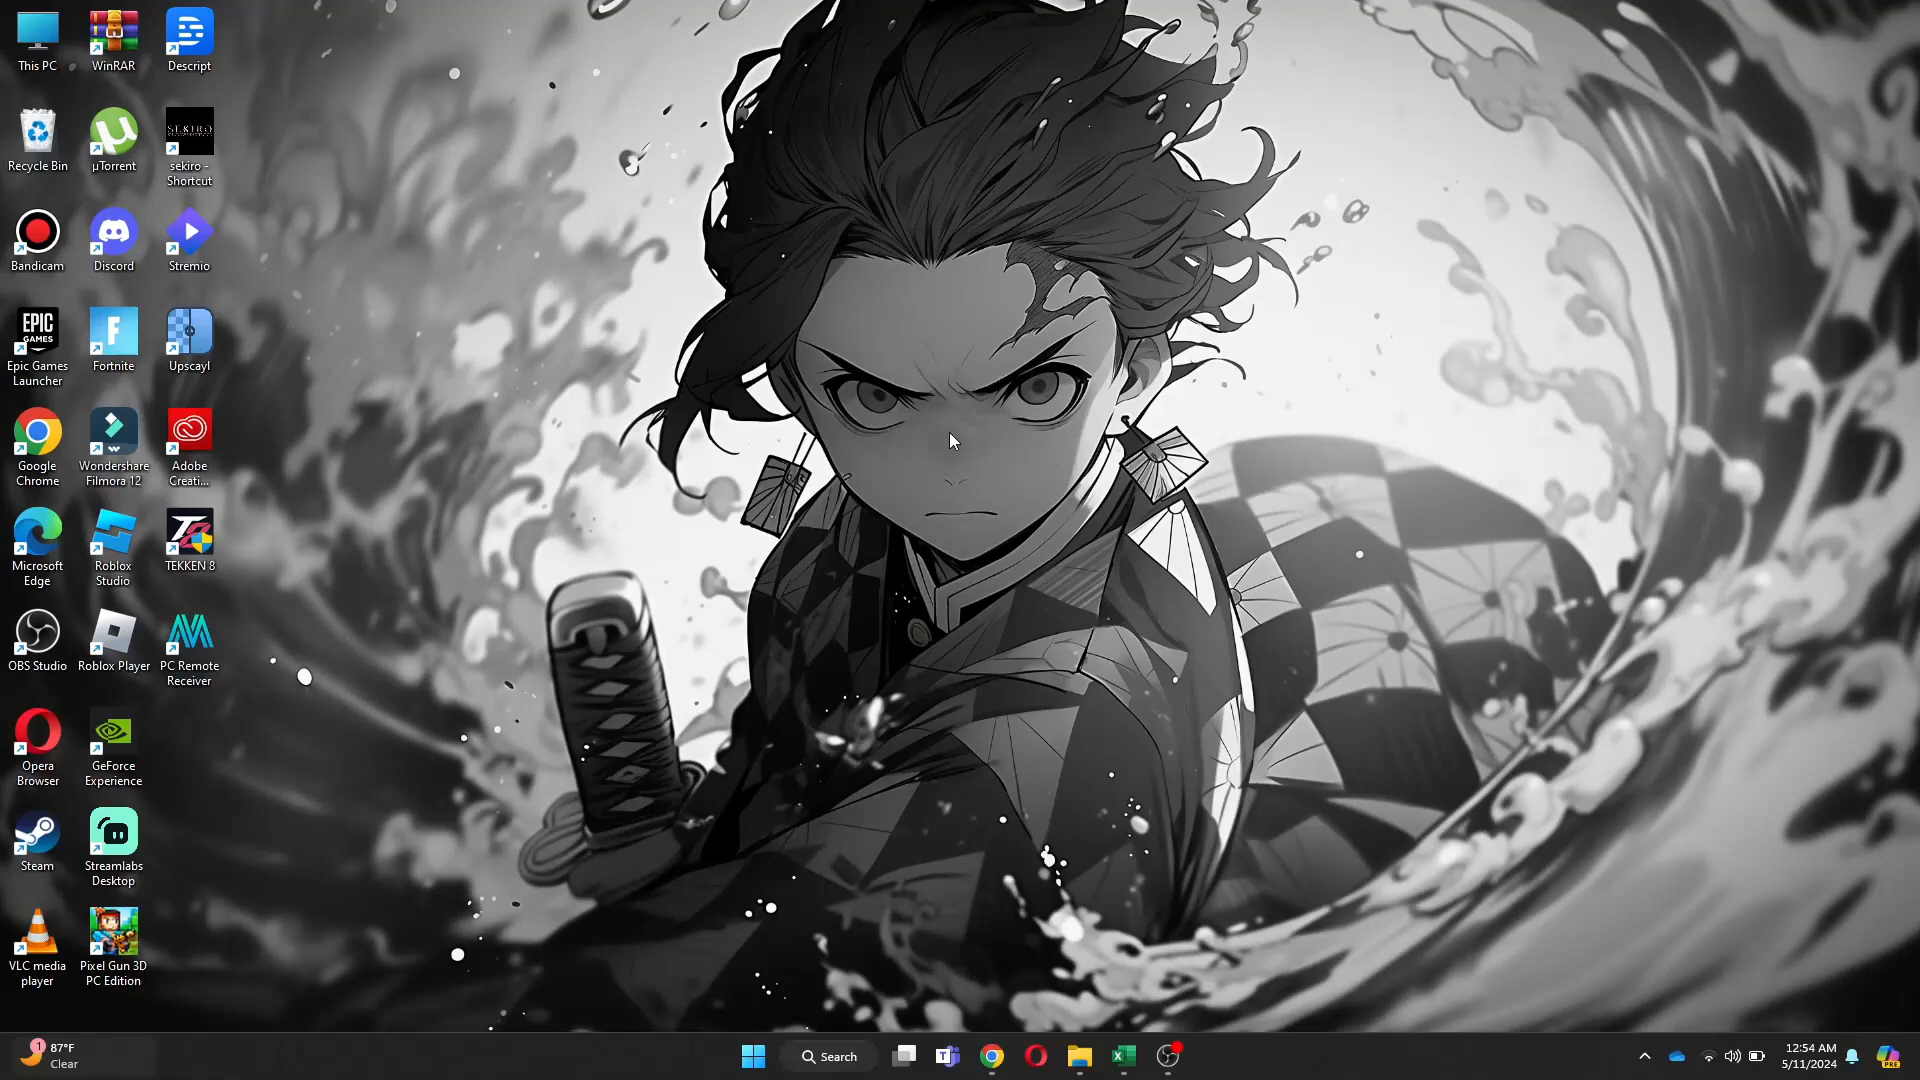 This PC
WinRAR
Descript
Recycle Bin
µTorrent
SEKIRO
sekiro -
Shortcut
Bandicam
Discord
Stremio
EPIC
GAMES
Epic Games
Launcher
F
Fortnite
Upscayl
Google
Chrome
Wondershare
Filmora 12
Adobe
Creati...
Microsoft
Edge
Roblox
Studio
TEKKEN 8
OBS Studio
Roblox Player
PC Remote
Receiver
Opera
Browser
GeForce
Experience
Steam
Streamlabs
Desktop
VLC media
player
Pixel Gun 3D
PC Edition
1
87°F
Clear
Search
12:54 AM
5/11/2024
PRE